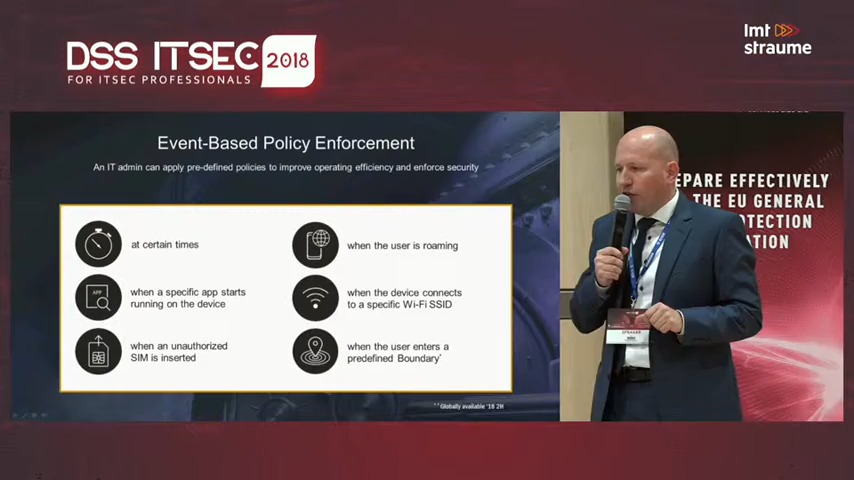 DSS ITSEC 2018
FOR ITSEC PROFESSIONALS
lmt
straume
Event-Based Policy Enforcement
An IT admin can apply pre-defined policies to improve operating efficiency and enforce security
at certain times
when the user is roaming
when a specific app starts
running on the device
when the device connects
to a specific Wi-Fi SSID
when an unauthorized
SIM is inserted
when the user enters a
predefined Boundary*
APP
* Globally available '18 2H
EPARE EFFECTIVELY
THE EU GENERAL
OTECTION
ATION
SPEAKER